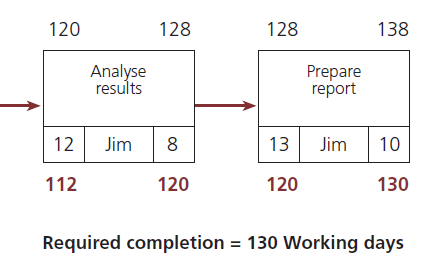 120 128 128 138
Analyse Prepare
results report
12 Jim 8 13 Jim 10
112 120 120 130
Required completion = 130 Working days